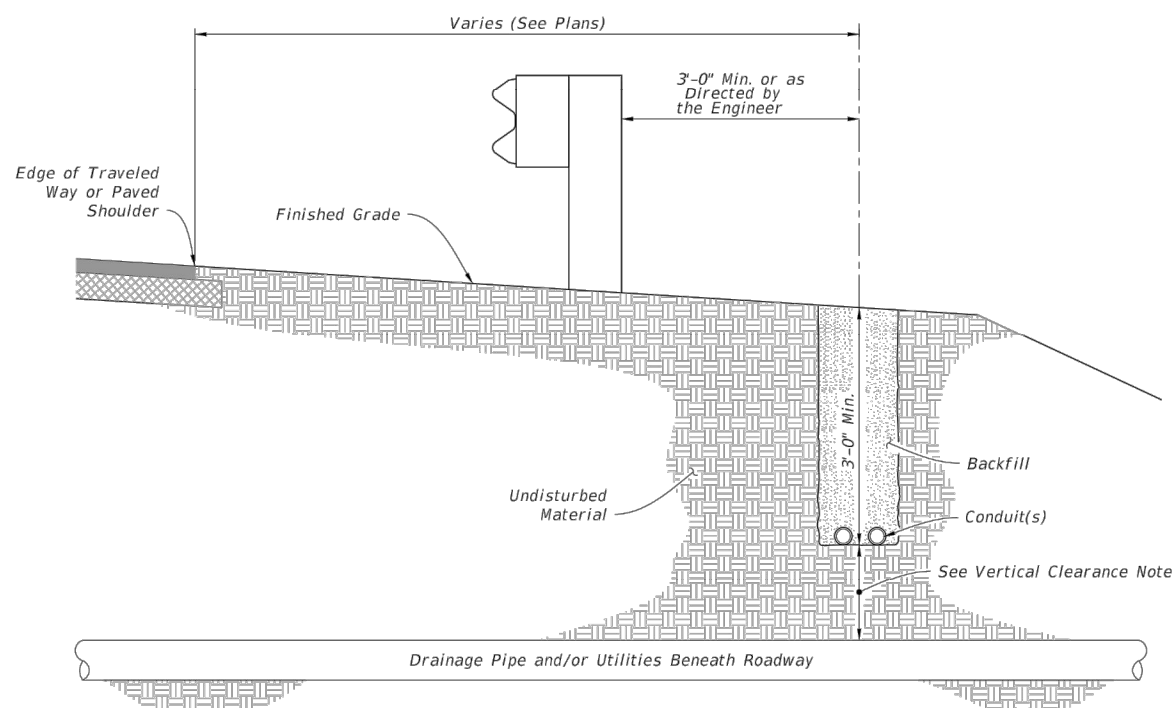 Varies (See Plans)
3'-0" Min. or as
Directed by
the Engineer
Edge of Traveled
Way or Paved
Shoulder
Finished Grade
3'-0" Min.
Backfill
Undisturbed
Material
Conduit(s)
See Vertical Clearance Note
Drainage Pipe and/or Utilities Beneath Roadway